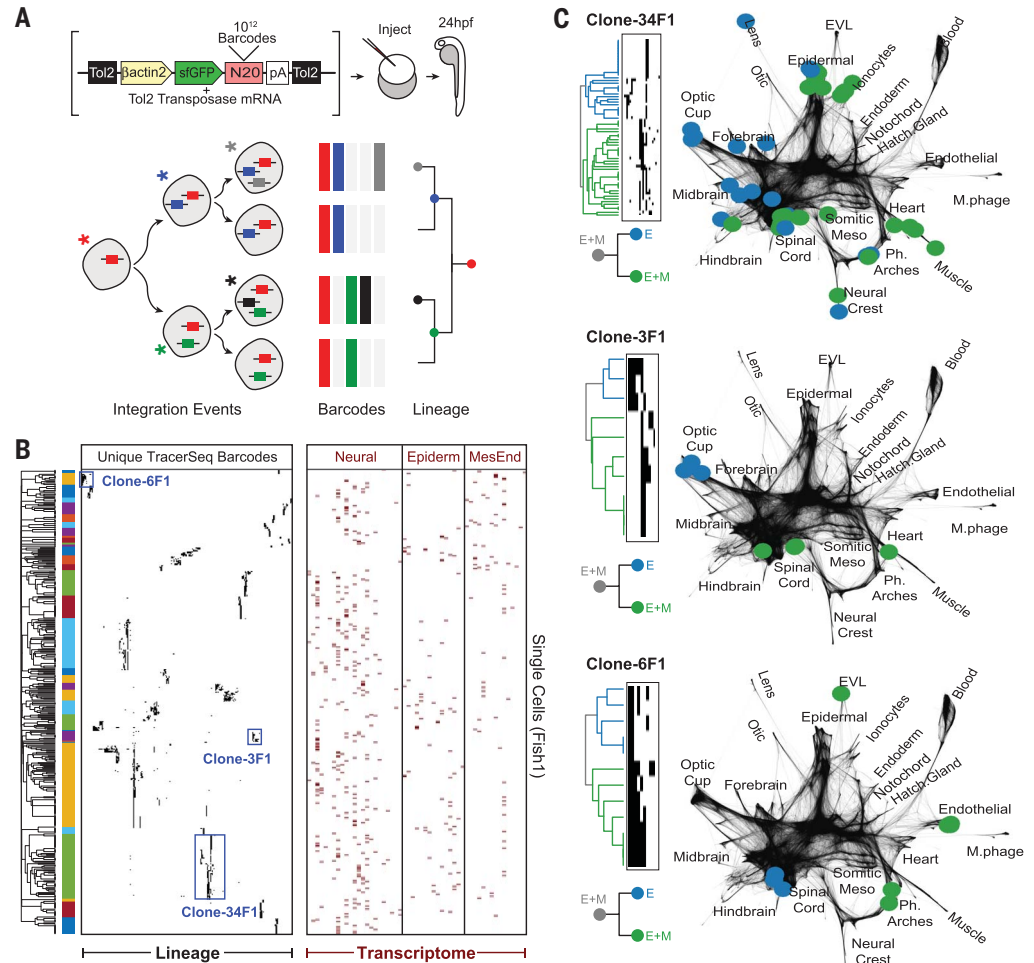 A
10^12
Barcodes
Inject
24hpf
Tol2
βactin2
sfGFP
N20
pA
Tol2
+
Tol2 Transposase mRNA
*
*
*
*
*
Integration Events
Barcodes
Lineage
B
Unique TracerSeq Barcodes
Neural
Epiderm
MesEnd
Clone-6F1
Clone-3F1
Clone-34F1
Single Cells (Fish1)
Lineage
Transcriptome
C
Clone-34F1
E+M
E
E+M
Lens
EVL
Blood
Otic
Epidermal
Ionocytes
Optic
Cup
Endoderm
Notochord
Hatch.Gland
Forebrain
Endothelial
Midbrain
M.phage
Somitic
Meso
Heart
Hindbrain
Spinal
Cord
Ph.
Arches
Muscle
Neural
Crest
Clone-3F1
E+M
E
E+M
Lens
EVL
Blood
Otic
Epidermal
Ionocytes
Optic
Cup
Endoderm
Notochord
Hatch.Gland
Forebrain
Endothelial
Midbrain
M.phage
Somitic
Meso
Heart
Hindbrain
Spinal
Cord
Ph.
Arches
Muscle
Neural
Crest
Clone-6F1
E+M
E
E+M
Lens
EVL
Blood
Otic
Epidermal
Ionocytes
Optic
Cup
Endoderm
Notochord
Hatch.Gland
Forebrain
Endothelial
Midbrain
M.phage
Somitic
Meso
Heart
Hindbrain
Spinal
Cord
Ph.
Arches
Muscle
Neural
Crest